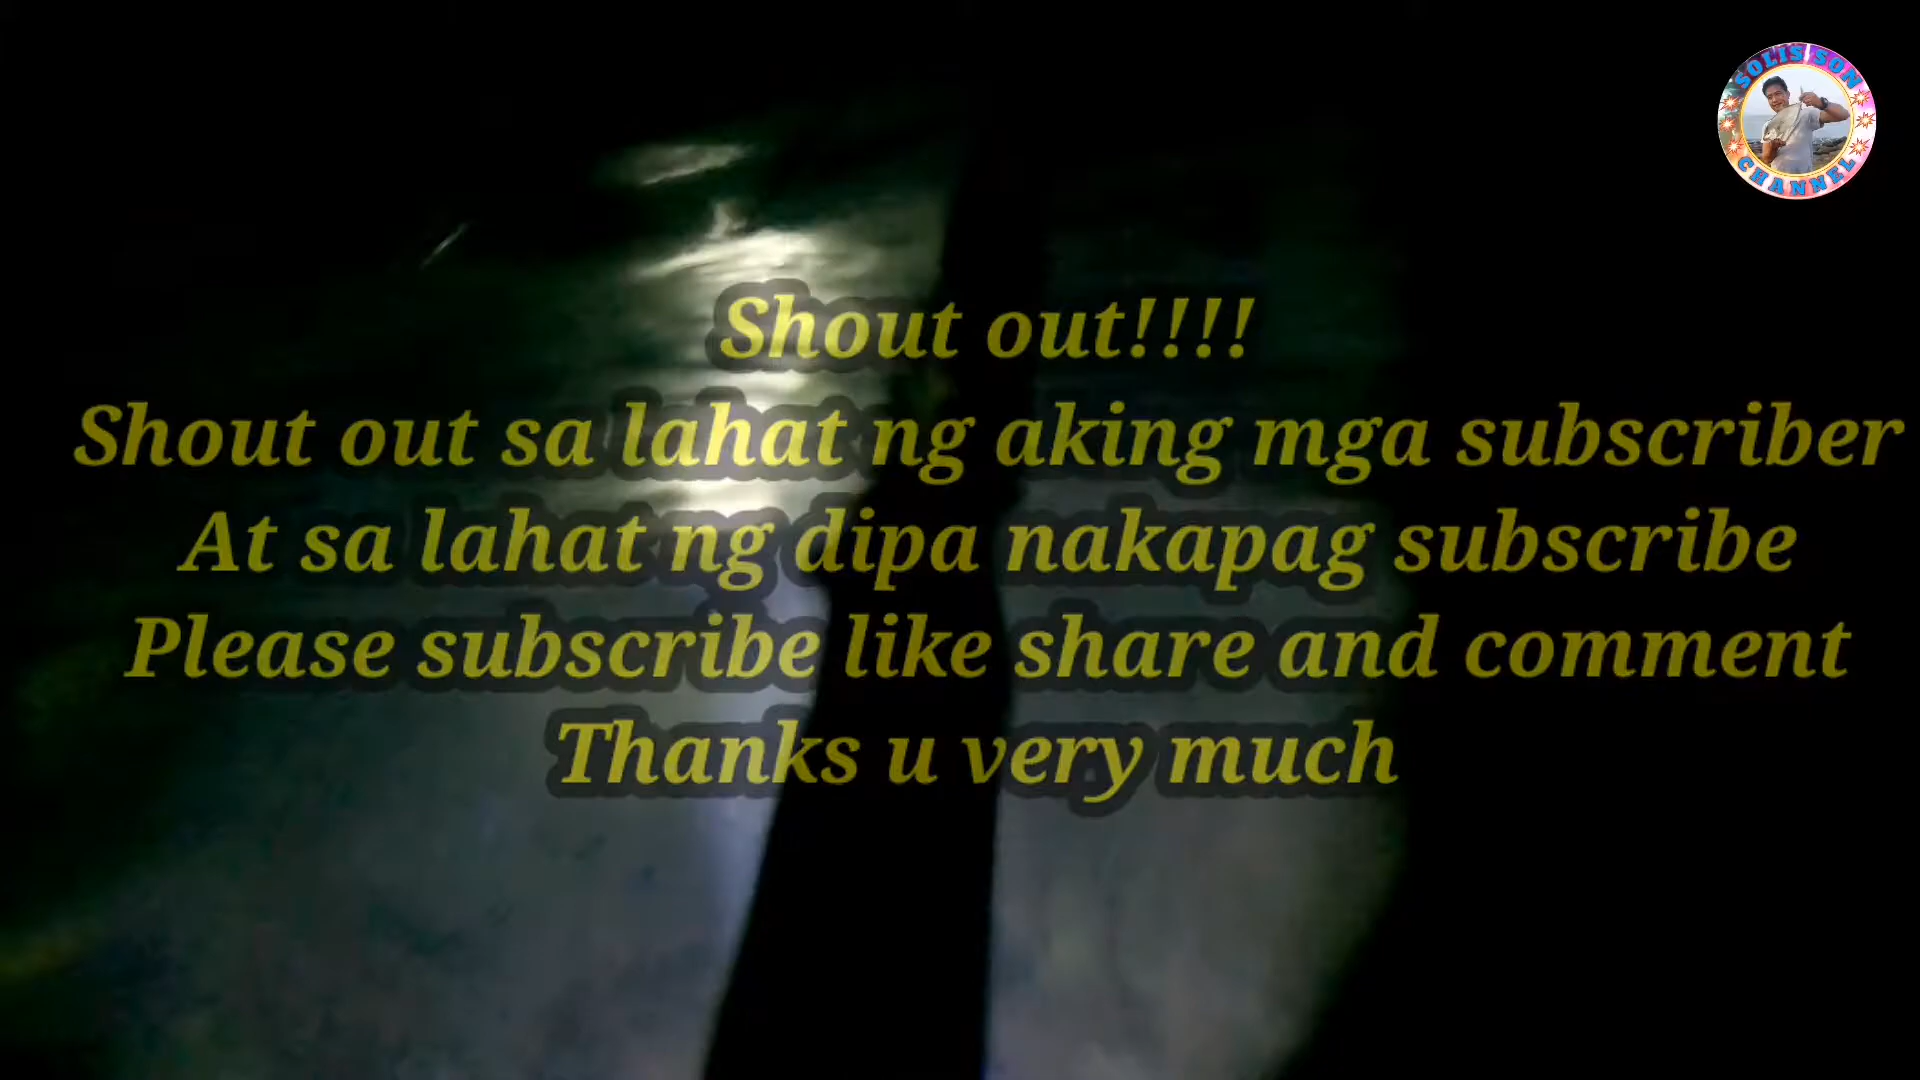 SOLIS SON
CHANNEL
Shout out!!!!
Shout out sa lahat ng aking mga subscriber
At sa lahat ng dipa nakapag subscribe
Please subscribe like share and comment
Thanks u very much